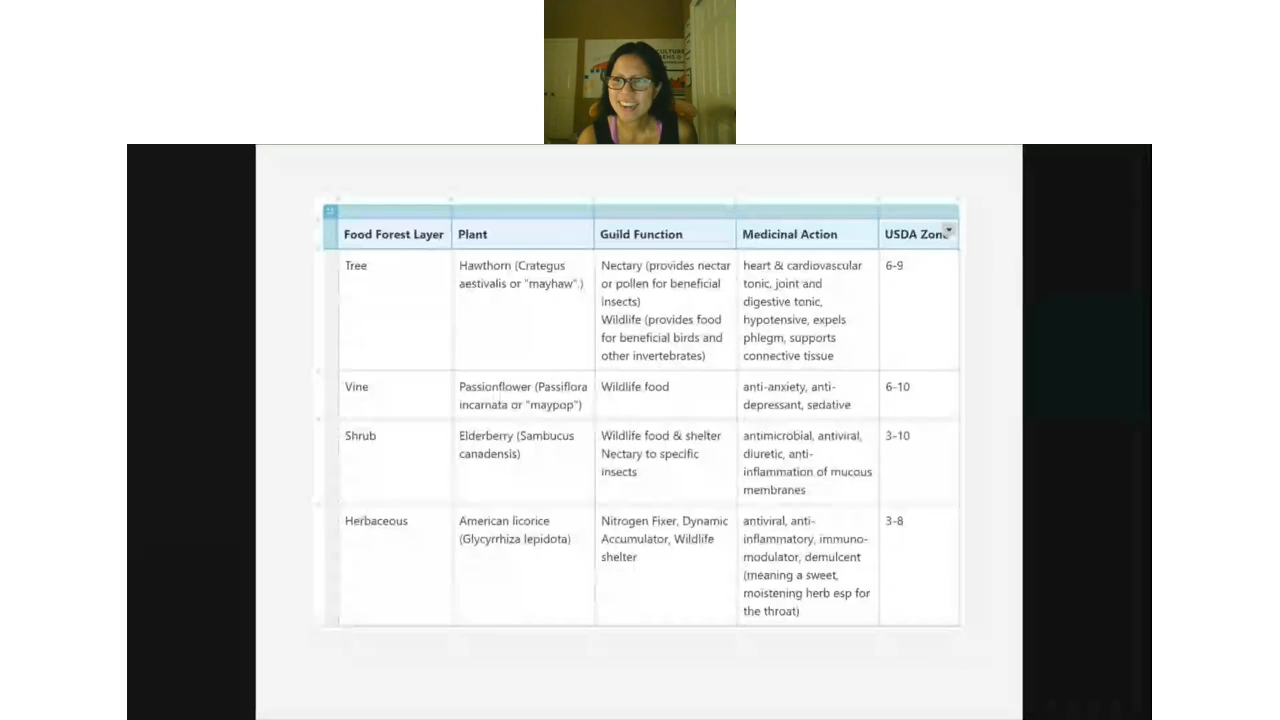 CULTURE
Food Forest Layer
Plant
Guild Function
Medicinal Action
USDA Zone
Tree
Hawthorn (Crategus
aestivalis or "mayhaw".)
Nectary (provides nectar
or pollen for beneficial
insects)
Wildlife (provides food
for beneficial birds and
other invertebrates)
heart & cardiovascular
tonic, joint and
digestive tonic,
hypotensive, expels
phlegm, supports
connective tissue
6-9
Vine
Passionflower (Passiflora
incarnata or "maypop")
Wildlife food
anti-anxiety, anti-
depressant, sedative
6-10
Shrub
Elderberry (Sambucus
canadensis)
Wildlife food & shelter
Nectary to specific
insects
antimicrobial, antiviral,
diuretic, anti-
inflammation of mucous
membranes
3-10
Herbaceous
American licorice
(Glycyrrhiza lepidota)
Nitrogen Fixer, Dynamic
Accumulator, Wildlife
shelter
antiviral, anti-
inflammatory, immuno-
modulator, demulcent
(meaning a sweet,
moistening herb esp for
the throat)
3-8